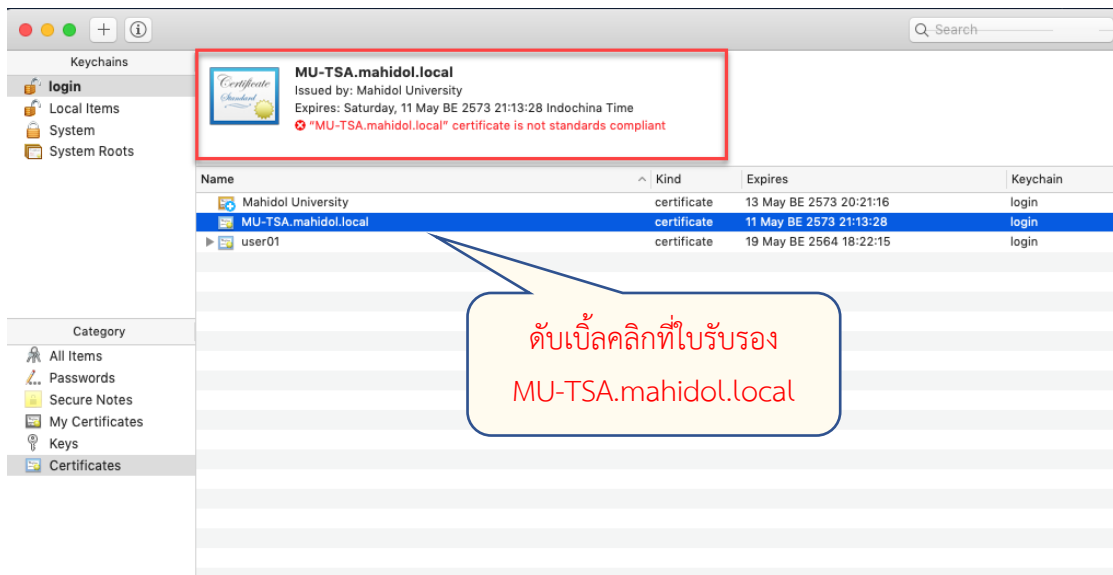 Search
Keychains
login
Local Items
System
System Roots
MU-TSA.mahidol.local
Issued by: Mahidol University
Expires: Saturday, 11 May BE 2573 21:13:28 Indochina Time
"MU-TSA.mahidol.local" certificate is not standards compliant
Name Kind Expires Keychain
Mahidol University certificate 13 May BE 2573 20:21:16 login
MU-TSA.mahidol.local certificate 11 May BE 2573 21:13:28 login
user01 certificate 19 May BE 2564 18:22:15 login
ดับเบิ้ลคลิกที่ใบรับรอง
MU-TSA.mahidol.local
Category
All Items
Passwords
Secure Notes
My Certificates
Keys
Certificates